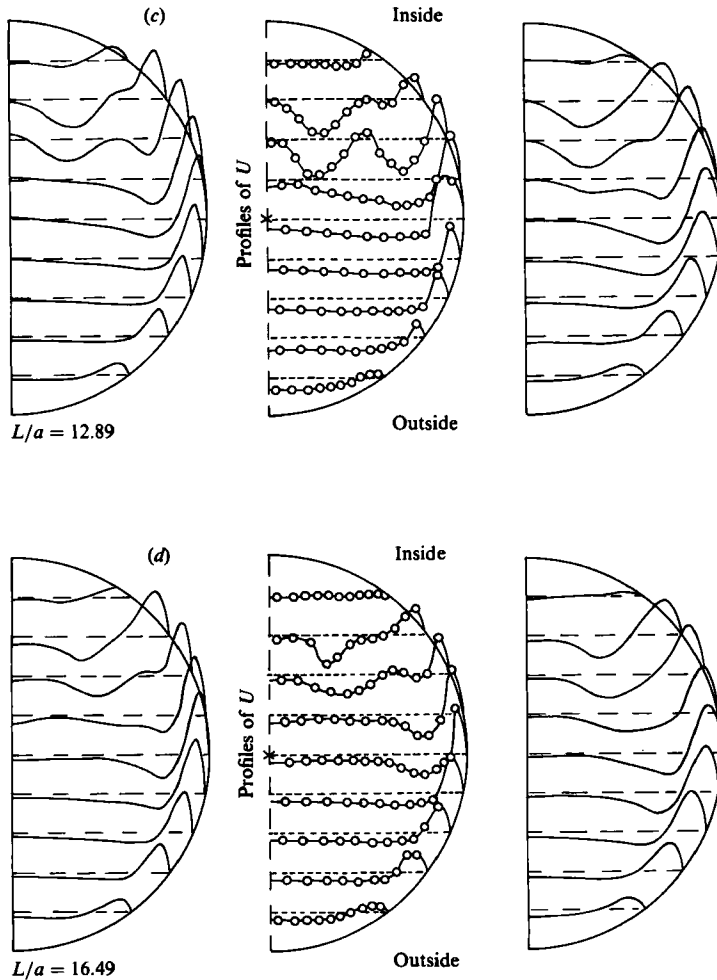 (c)
Inside
Profiles of U
Outside
L/a = 12.89
(d)
Inside
Profiles of U
Outside
L/a = 16.49